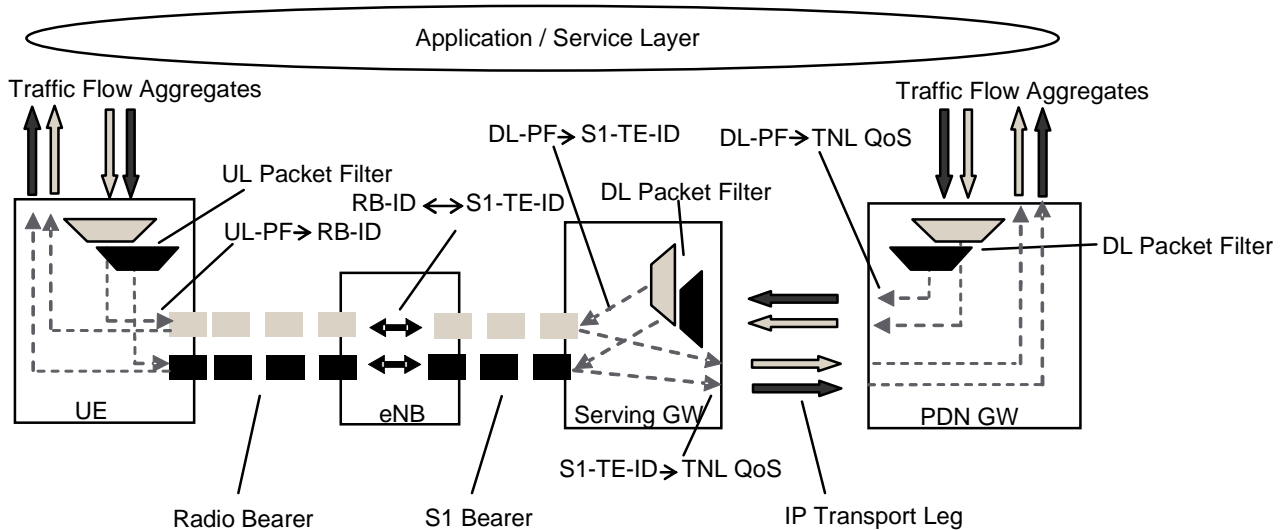 Application / Service Layer
Traffic Flow Aggregates
Traffic Flow Aggregates
DL-PF→S1-TE-ID
DL-PF→TNL QoS
UL Packet Filter
DL Packet Filter
RB-ID ↔ S1-TE-ID
UL-PF→RB-ID
DL Packet Filter
UE
eNB
Serving GW
PDN GW
S1-TE-ID→TNL QoS
Radio Bearer
S1 Bearer
IP Transport Leg